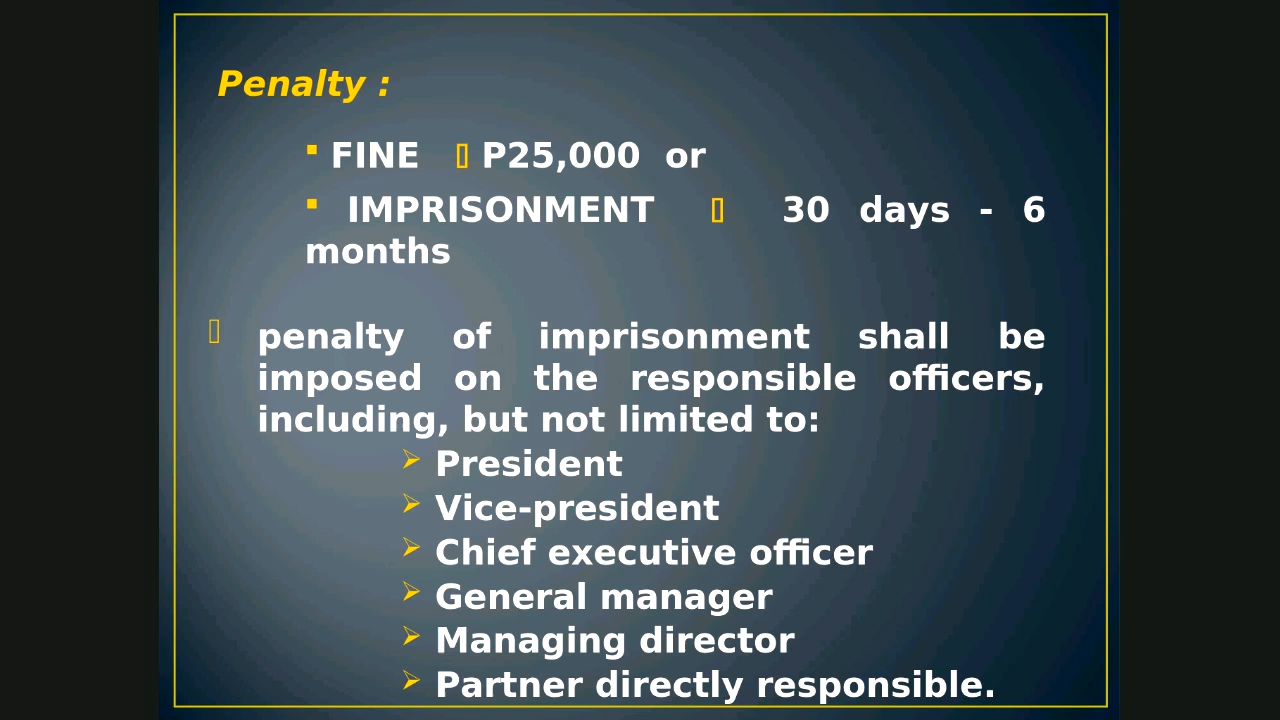 Penalty :
▪ FINE ▯ P25,000 or
▪ IMPRISONMENT ▯ 30 days - 6
months
▯ penalty of imprisonment shall be
imposed on the responsible officers,
including, but not limited to:
➢ President
➢ Vice-president
➢ Chief executive officer
➢ General manager
➢ Managing director
➢ Partner directly responsible.